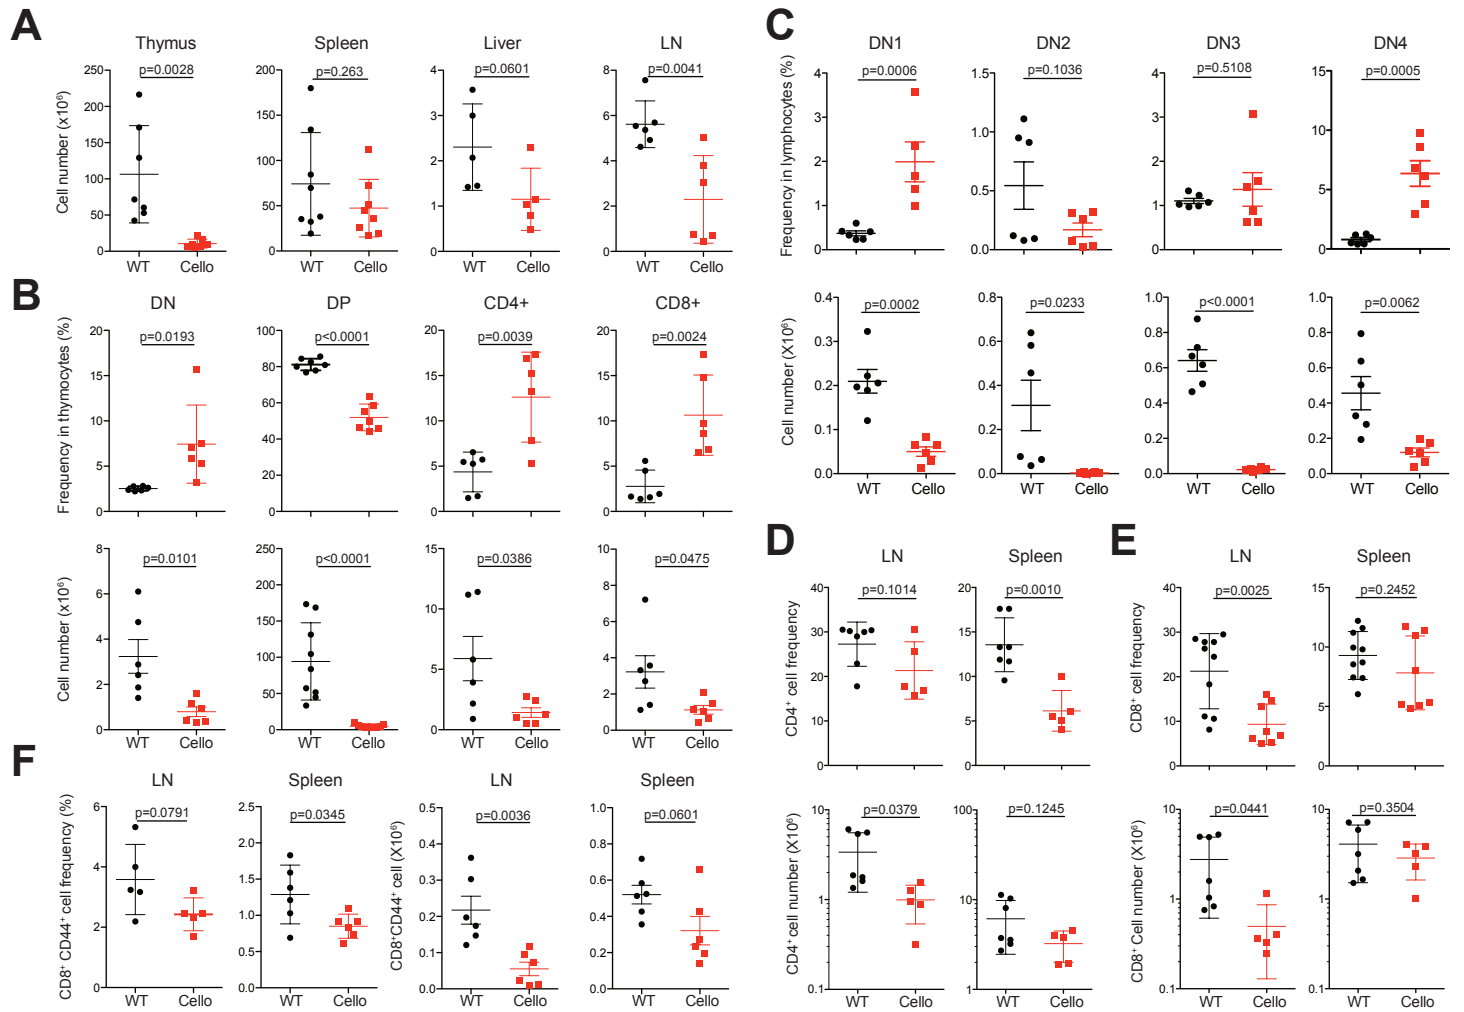 A
Thymus Spleen Liver LN
Cell number (x10⁶)
250 200 150 100 50 0
p=0.0028
WT Cello
200 150 100 50 0
p=0.263
WT Cello
4 3 2 1 0
p=0.0601
WT Cello
8 6 4 2 0
p=0.0041
WT Cello
B
DN DP CD4+ CD8+
Frequency in thymocytes (%)
20 15 10 5 0
p=0.0193
100 80 60 40 20 0
p<0.0001
20 15 10 5 0
p=0.0039
20 15 10 5 0
p=0.0024
Cell number (x10⁶)
8 6 4 2 0
p=0.0101
WT Cello
250 200 150 100 50 0
p<0.0001
WT Cello
15 10 5 0
p=0.0386
WT Cello
10 8 6 4 2 0
p=0.0475
WT Cello
C
DN1 DN2 DN3 DN4
Frequency in lymphocytes (%)
4 3 2 1 0
p=0.0006
1.5 1.0 0.5 0.0
p=0.1036
4 3 2 1 0
p=0.5108
15 10 5 0
p=0.0005
Cell number (X10⁶)
0.4 0.3 0.2 0.1 0.0
p=0.0002
WT Cello
0.8 0.6 0.4 0.2 0.0
p=0.0233
WT Cello
1.0 0.8 0.6 0.4 0.2 0.0
p<0.0001
WT Cello
1.0 0.8 0.6 0.4 0.2 0.0
p=0.0062
WT Cello
D
LN Spleen
CD4⁺ cell frequency
40 30 20 10 0
p=0.1014
20 15 10 5 0
p=0.0010
CD4⁺cell number (X10⁶)
10 1 0.1
p=0.0379
WT Cello
100 10 1
p=0.1245
WT Cello
E
LN Spleen
CD8⁺ cell frequency
40 30 20 10 0
p=0.0025
15 10 5 0
p=0.2452
CD8⁺ Cell number (X10⁶)
10 1 0.1
p=0.0441
WT Cello
10 1 0.1
p=0.3504
WT Cello
F
LN Spleen LN Spleen
CD8⁺ CD44⁺ cell frequency (%)
6 4 2 0
p=0.0791
WT Cello
2.5 2.0 1.5 1.0 0.5 0.0
p=0.0345
WT Cello
CD8⁺CD44⁺ cell (X10⁶)
0.5 0.4 0.3 0.2 0.1 0.0
p=0.0036
WT Cello
1.0 0.8 0.6 0.4 0.2 0.0
p=0.0601
WT Cello